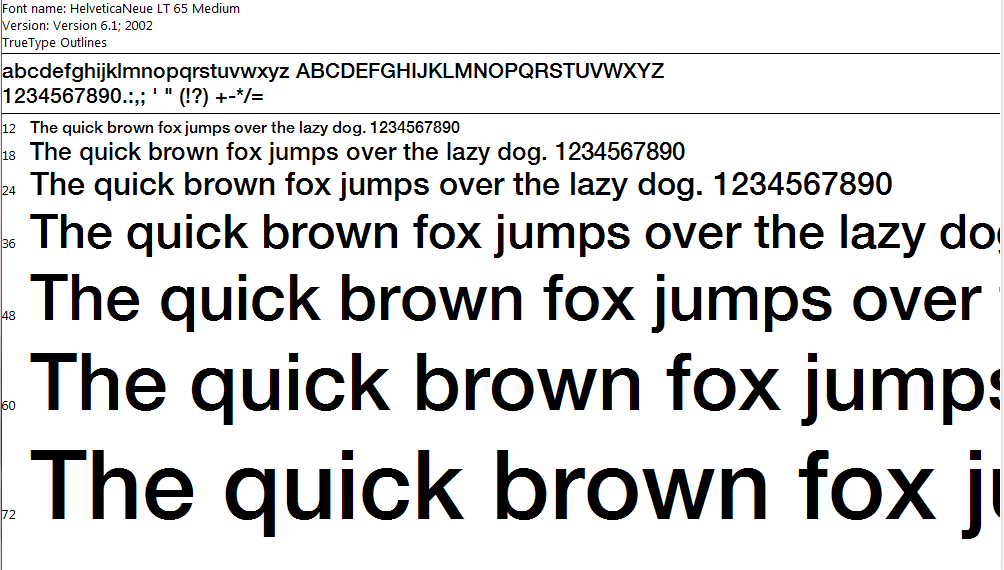 Font name: HelveticaNeue LT 65 Medium
Version: Version 6.1; 2002
TrueType Outlines
abcdefghijklmnopqrstuvwxyz ABCDEFGHIJKLMNOPQRSTUVWXYZ
1234567890.:,; ' " (!?) +-*/=
12 The quick brown fox jumps over the lazy dog. 1234567890
18 The quick brown fox jumps over the lazy dog. 1234567890
24 The quick brown fox jumps over the lazy dog. 1234567890
36 The quick brown fox jumps over the lazy do
48 The quick brown fox jumps over
60 The quick brown fox jumps
72 The quick brown fox j